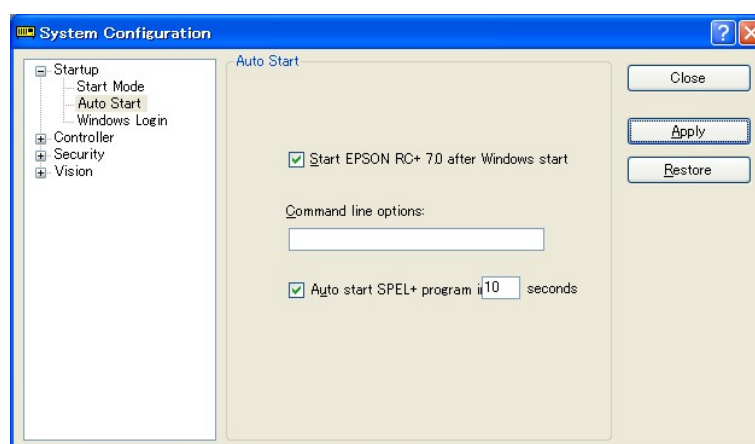 System Configuration
Startup
Start Mode
Auto Start
Windows Login
Controller
Security
Vision
Auto Start
Start EPSON RC+ 7.0 after Windows start
Command line options:
Auto start SPEL+ program i 10 seconds
Close
Apply
Restore